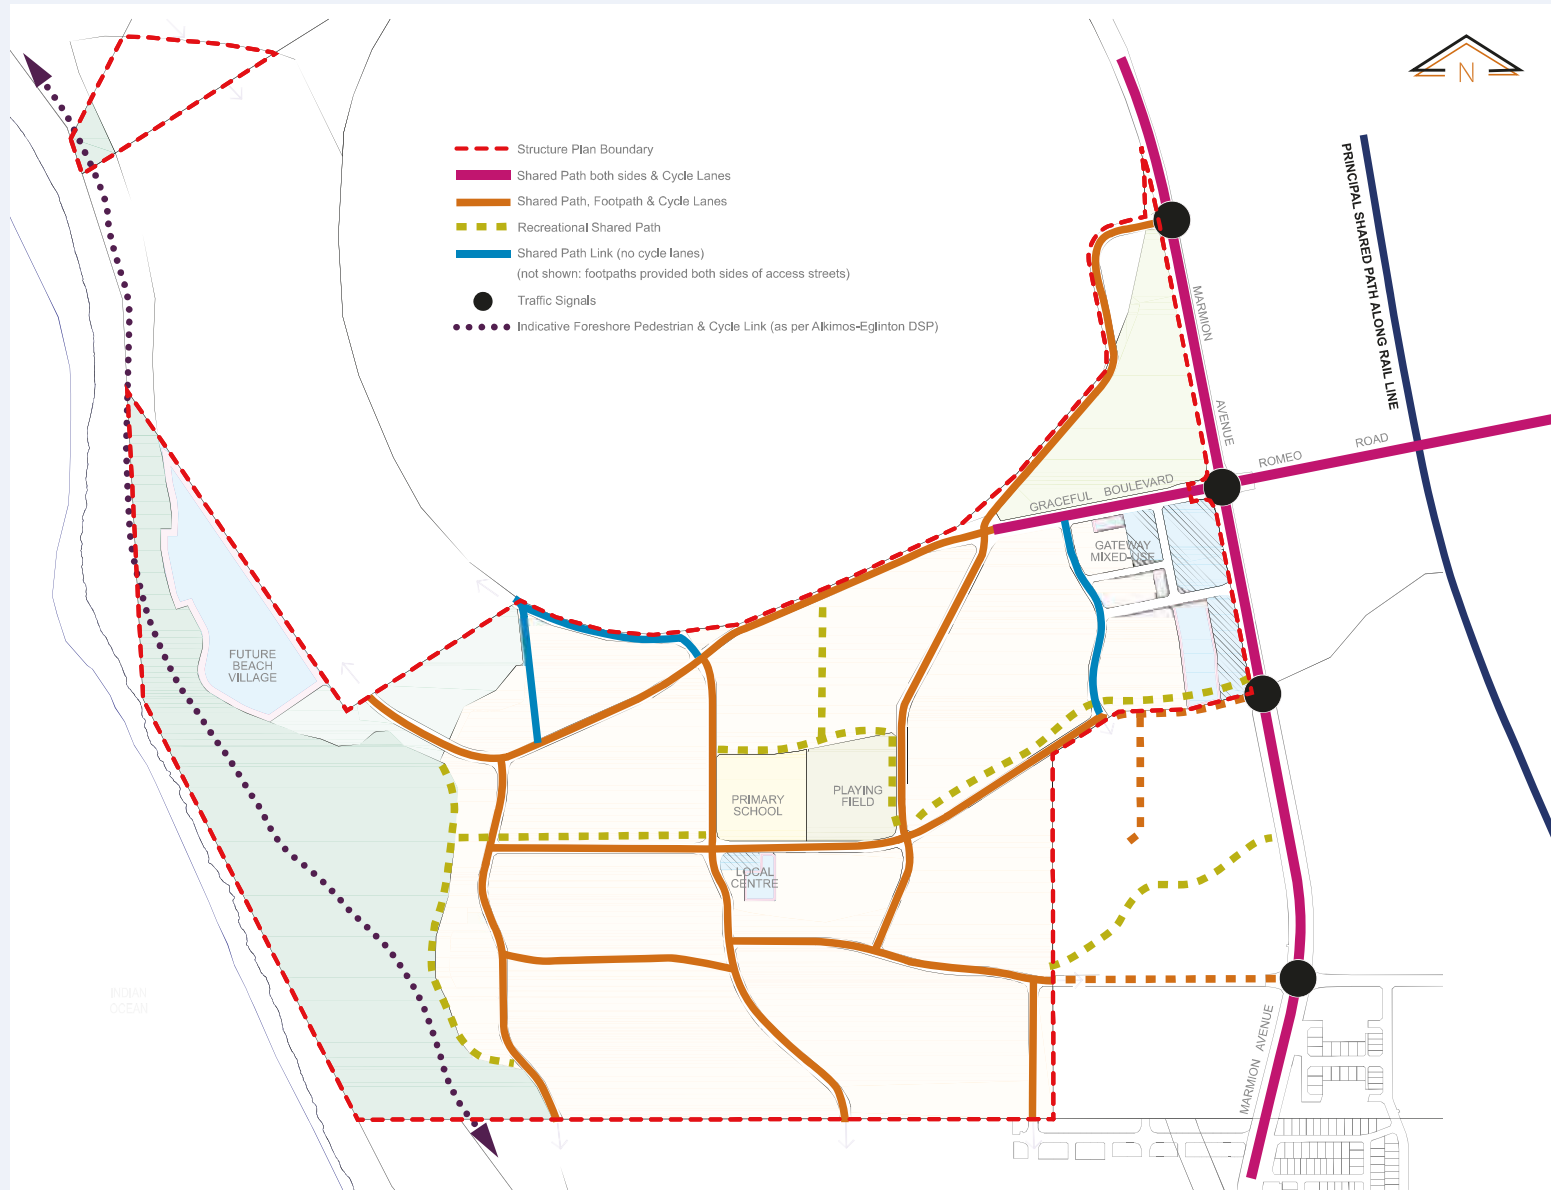 N
Structure Plan Boundary
Shared Path both sides & Cycle Lanes
Shared Path, Footpath & Cycle Lanes
Recreational Shared Path
Shared Path Link (no cycle lanes)
(not shown: footpaths provided both sides of access streets)
Traffic Signals
Indicative Foreshore Pedestrian & Cycle Link (as per Alkimos-Eglinton DSP)
PRINCIPAL SHARED PATH ALONG RAIL LINE
MARMION
AVENUE
ROMEO
ROAD
GRACEFUL BOULEVARD
GATEWAY
MIXED-USE
FUTURE
BEACH
VILLAGE
PRIMARY
SCHOOL
PLAYING
FIELD
LOCAL
CENTRE
INDIAN
OCEAN
MARMION AVENUE